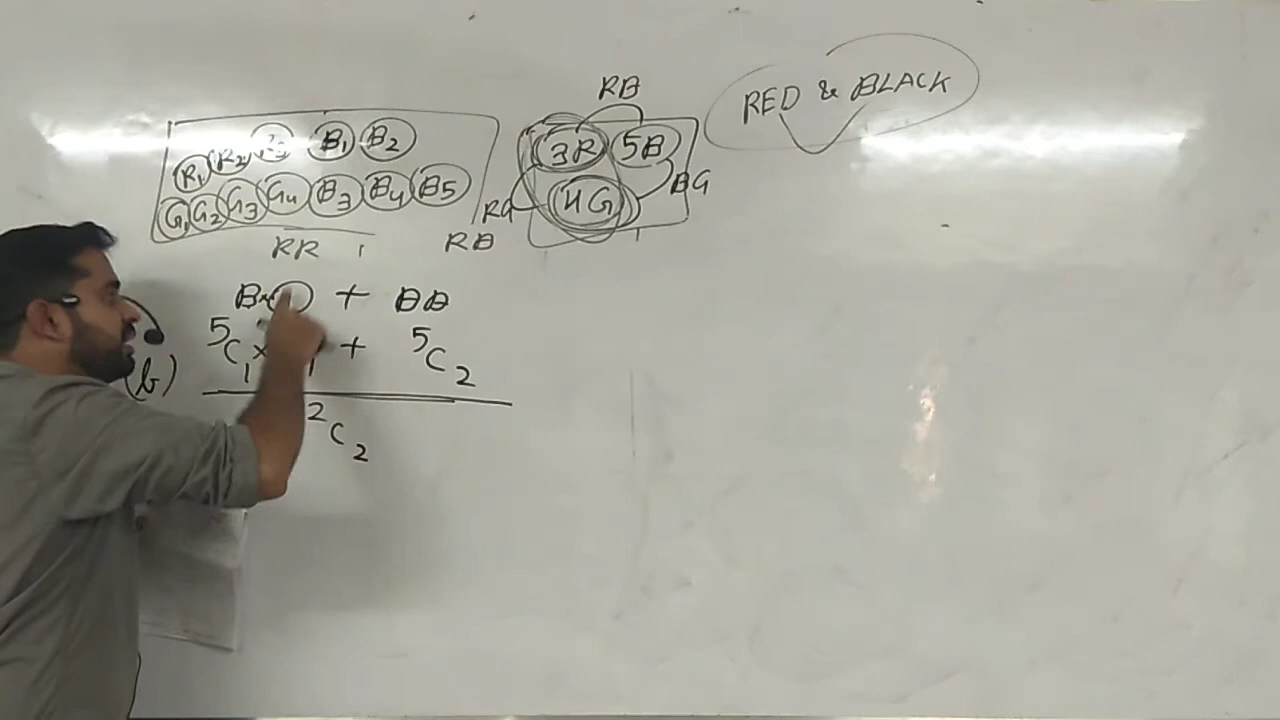 RED & BLACK
RB
R1 R2 R3 B1 B2
3R 5B
G1 G2 G3 G4 B3 B4 B5
4G
RG BG
RR RB
B× + BB
5C1 × 1 + 5C2
(b)
2C2